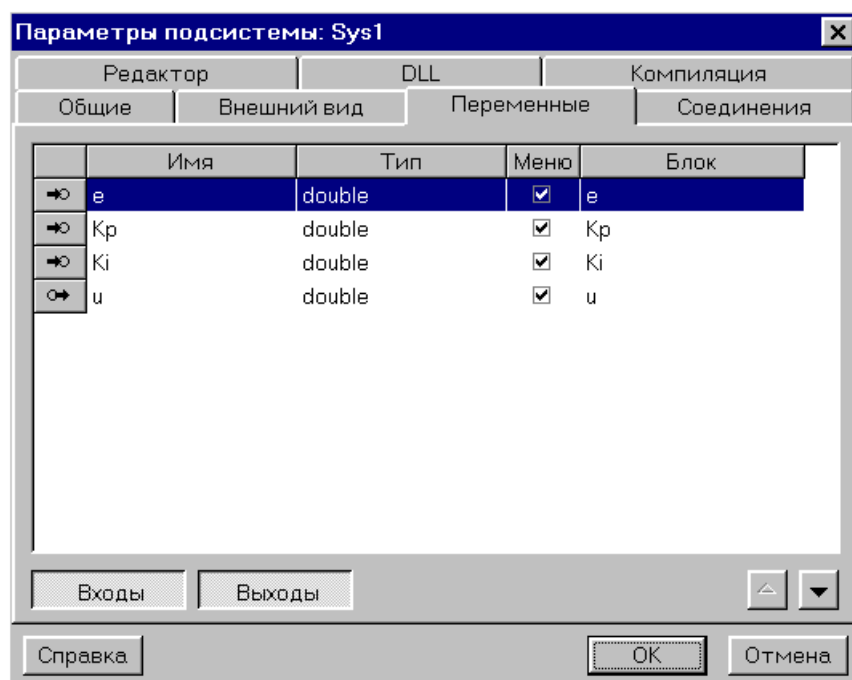 Параметры подсистемы: Sys1
Редактор DLL Компиляция
Общие Внешний вид Переменные Соединения
Имя Тип Меню Блок
e double e
Kp double Kp
Ki double Ki
u double u
Входы Выходы
Справка OK Отмена